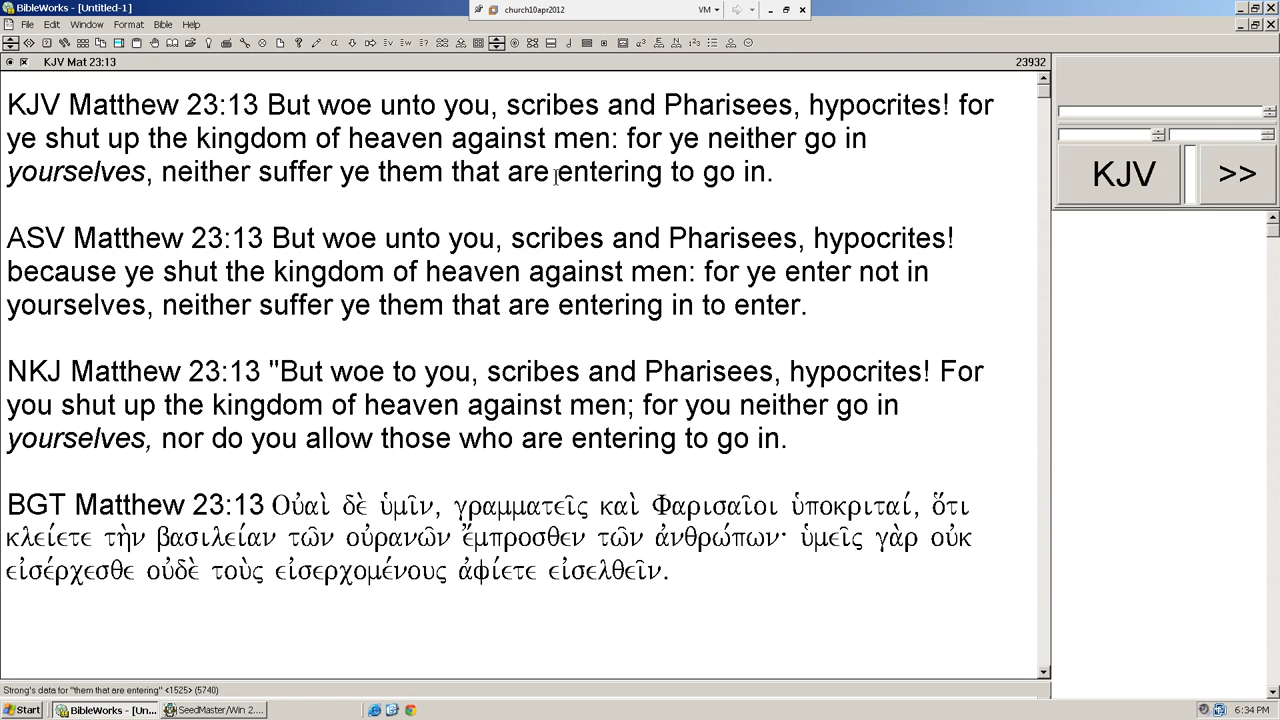 BibleWorks - [Untitled-1]
church10apr2012
VM
File Edit Window Format Bible Help
KJV Mat 23:13 23932
KJV Matthew 23:13 But woe unto you, scribes and Pharisees, hypocrites! for
ye shut up the kingdom of heaven against men: for ye neither go in
yourselves, neither suffer ye them that are entering to go in.
ASV Matthew 23:13 But woe unto you, scribes and Pharisees, hypocrites!
because ye shut the kingdom of heaven against men: for ye enter not in
yourselves, neither suffer ye them that are entering in to enter.
NKJ Matthew 23:13 "But woe to you, scribes and Pharisees, hypocrites! For
you shut up the kingdom of heaven against men; for you neither go in
yourselves, nor do you allow those who are entering to go in.
BGT Matthew 23:13 Οὐαὶ δὲ ὑμῖν, γραμματεῖς καὶ Φαρισαῖοι ὑποκριταί, ὅτι
κλείετε τὴν βασιλείαν τῶν οὐρανῶν ἔμπροσθεν τῶν ἀνθρώπων· ὑμεῖς γὰρ οὐκ
εἰσέρχεσθε οὐδὲ τοὺς εἰσερχομένους ἀφίετε εἰσελθεῖν.
KJV >>
Strong's data for "them that are entering" <1525> (5740)
Start BibleWorks - [Un... SeedMaster/Win 2.... 6:34 PM